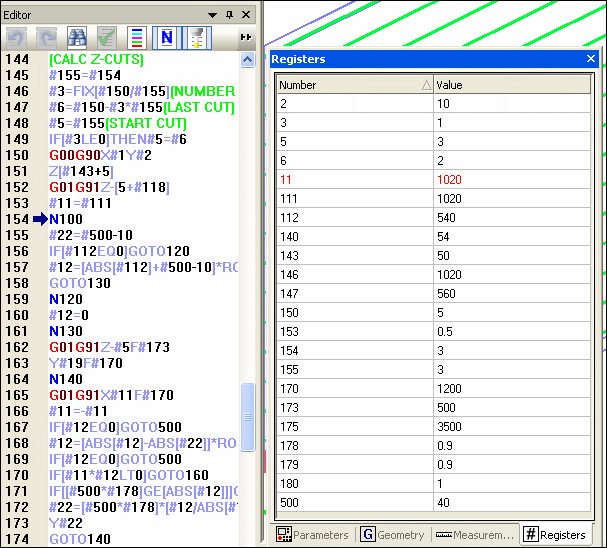 Editor
144 (CALC Z-CUTS)
145 #155=#154
146 #3=FIX[#150/#155](NUMBER
147 #6=#150-#3*#155(LAST CUT)
148 #5=#155(START CUT)
149 IF[#3LE0]THEN#5=#6
150 G00G90X#1Y#2
151 Z[#143+5]
152 G01G91Z-[5+#118]
153 #11=#111
154 N100
155 #22=#500-10
156 IF[#112EQ0]GOTO120
157 #12=[ABS[#112]+#500-10]*RO
158 GOTO130
159 N120
160 #12=0
161 N130
162 G01G91Z-#5F#173
163 Y#19F#170
164 N140
165 G01G91X#11F#170
166 #11=-#11
167 IF[#12EQ0]GOTO500
168 #12=[ABS[#12]-ABS[#22]]*RO
169 IF[#12EQ0]GOTO500
170 IF[#11*#12LT0]GOTO160
171 IF[[#500*#178]GE[ABS[#12]]]G
172 #22=[#500*#178]*[#12/ABS[#
173 Y#22
174 GOTO140
N
Registers
Number Value
2 10
3 1
5 3
6 2
11 1020
111 1020
112 540
140 54
143 50
146 1020
147 560
150 5
153 0.5
154 3
155 3
170 1200
173 500
175 3500
178 0.9
179 0.9
180 1
500 40
Parameters G Geometry Measurem... # Registers